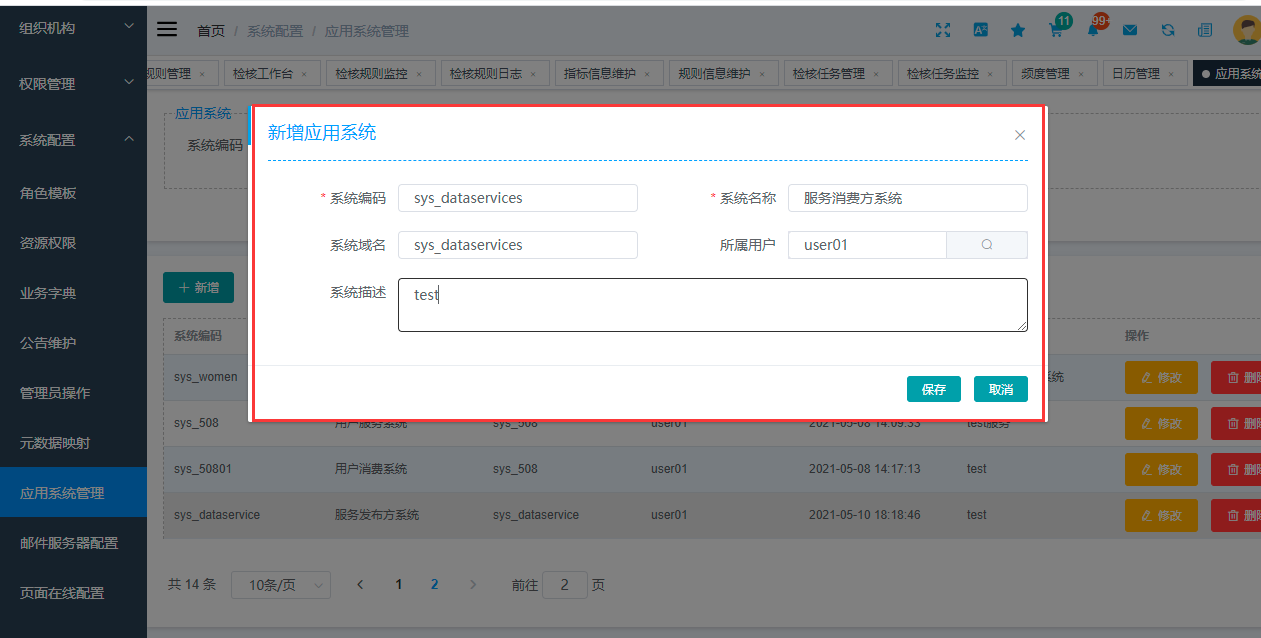 组织机构
权限管理
系统配置
角色模板
资源权限
业务字典
公告维护
管理员操作
元数据映射
应用系统管理
邮件服务器配置
页面在线配置
首页 / 系统配置 / 应用系统管理
11
99+
规则管理 × 检核工作台 × 检核规则监控 × 检核规则日志 × 指标信息维护 × 规则信息维护 × 检核任务管理 × 检核任务监控 × 频度管理 × 日历管理 × 应用系统
应用系统
系统编码
新增应用系统
* 系统编码 sys_dataservices * 系统名称 服务消费方系统
系统域名 sys_dataservices 所属用户 user01
系统描述 test
保存 取消
+ 新增
系统编码 操作
sys_women 系统 修改 删除
sys_508 用户服务系统 sys_508 user01 2021-05-08 14:09:33 test服务 修改 删除
sys_50801 用户消费系统 sys_508 user01 2021-05-08 14:17:13 test 修改 删除
sys_dataservice 服务发布方系统 sys_dataservice user01 2021-05-10 18:18:46 test 修改 删除
共 14 条 10条/页 < 1 2 > 前往 2 页